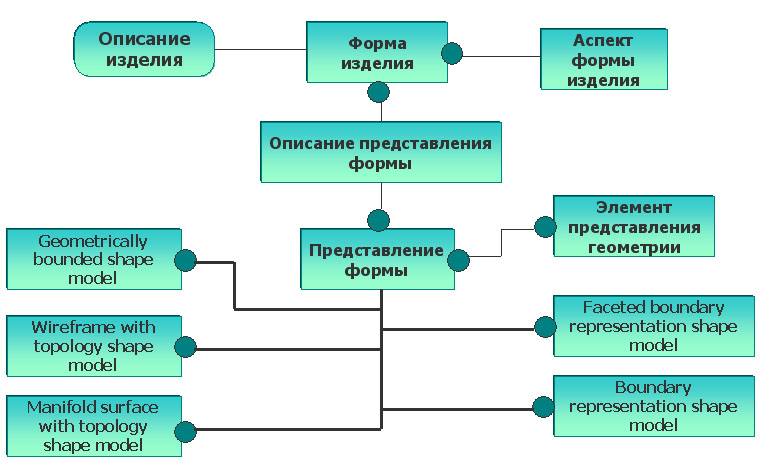 Описание
изделия
Форма
изделия
Аспект
формы
изделия
Описание представления
формы
Представление
формы
Элемент
представления
геометрии
Geometrically
bounded shape
model
Wireframe with
topology shape
model
Manifold surface
with topology
shape model
Faceted boundary
representation shape
model
Boundary
representation shape
model